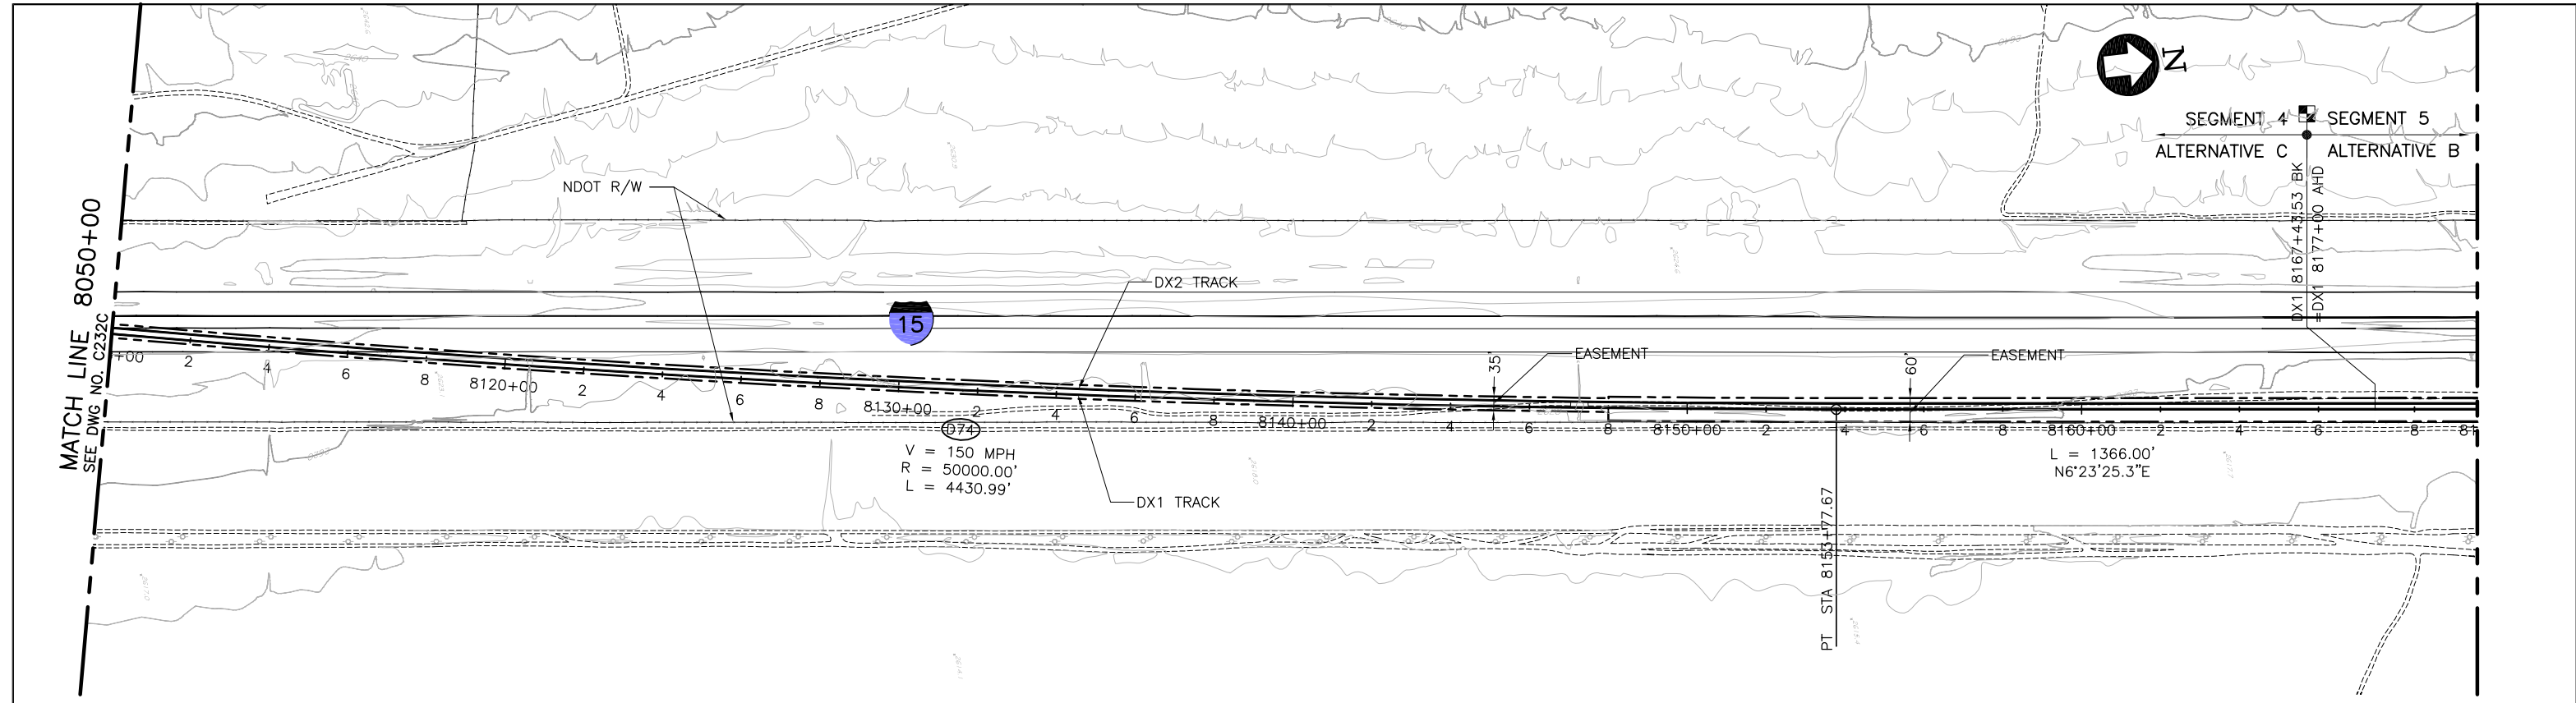 MATCH LINE 8050+00
SEE DWG NO. C232C
N
SEGMENT 4
SEGMENT 5
ALTERNATIVE C
ALTERNATIVE B
DX1 8167+43.53 BK
=DX1 8177+00 AHD
NDOT R/W
DX2 TRACK
15
EASEMENT
35'
EASEMENT
60'
+00 2 4 6 8 8120+00 2 4 6 8 8130+00 2 4 6 8 8140+00 2 4 6 8 8150+00 2 4 6 8 8160+00 2 4 6 8 81
D74
V = 150 MPH
R = 50000.00'
L = 4430.99'
DX1 TRACK
L = 1366.00'
N6°23'25.3"E
PT STA 8153+77.67
2640